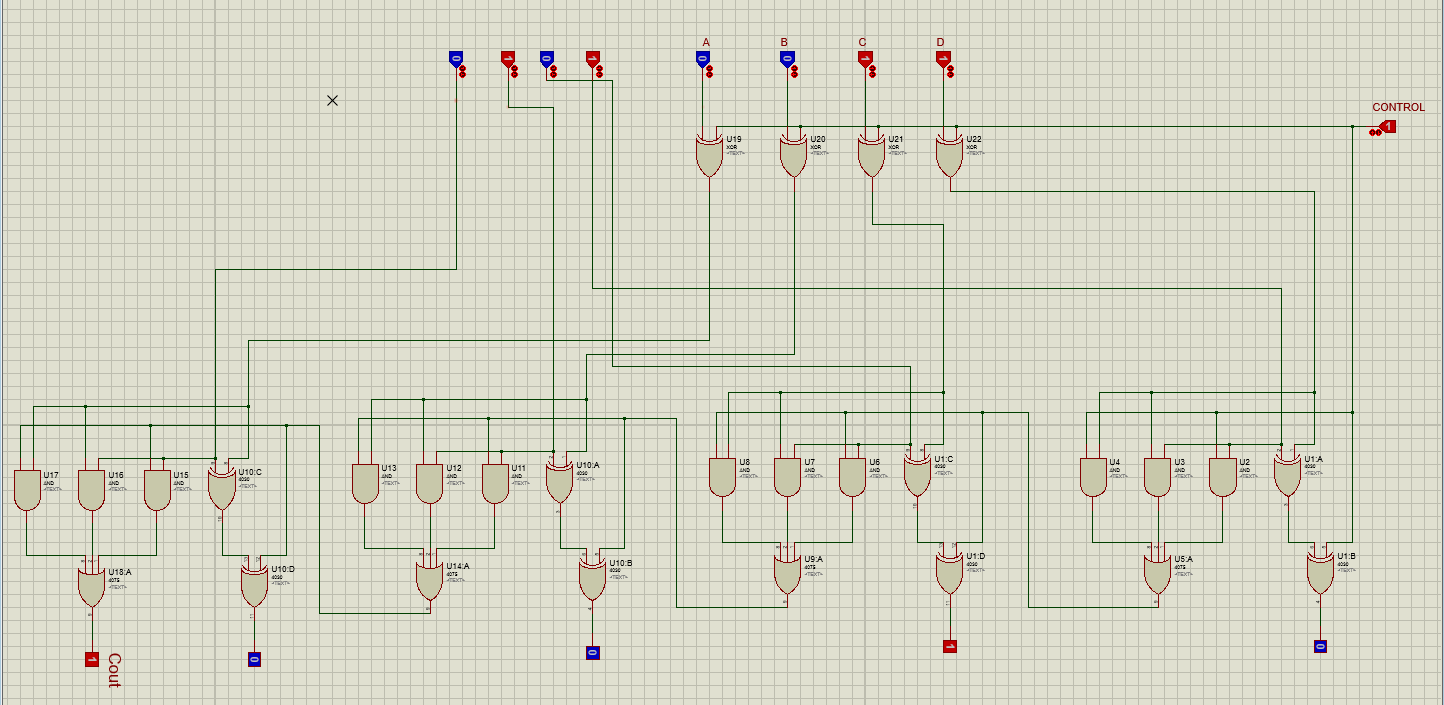 A B C D
0 1 0 1 0 0 1 1
CONTROL
1
U19
XOR
<TEXT>
U20
XOR
<TEXT>
U21
XOR
<TEXT>
U22
XOR
<TEXT>
U17
AND
<TEXT>
U16
AND
<TEXT>
U15
AND
<TEXT>
U10:C
4030
<TEXT>
U13
AND
<TEXT>
U12
AND
<TEXT>
U11
AND
<TEXT>
U10:A
4030
<TEXT>
U8
AND
<TEXT>
U7
AND
<TEXT>
U6
AND
<TEXT>
U1:C
4030
<TEXT>
U4
AND
<TEXT>
U3
AND
<TEXT>
U2
AND
<TEXT>
U1:A
4030
<TEXT>
U18:A
4075
<TEXT>
U10:D
4030
<TEXT>
U14:A
4075
<TEXT>
U10:B
4030
<TEXT>
U9:A
4075
<TEXT>
U1:D
4030
<TEXT>
U5:A
4075
<TEXT>
U1:B
4030
<TEXT>
1 0 0 1 0
Cout